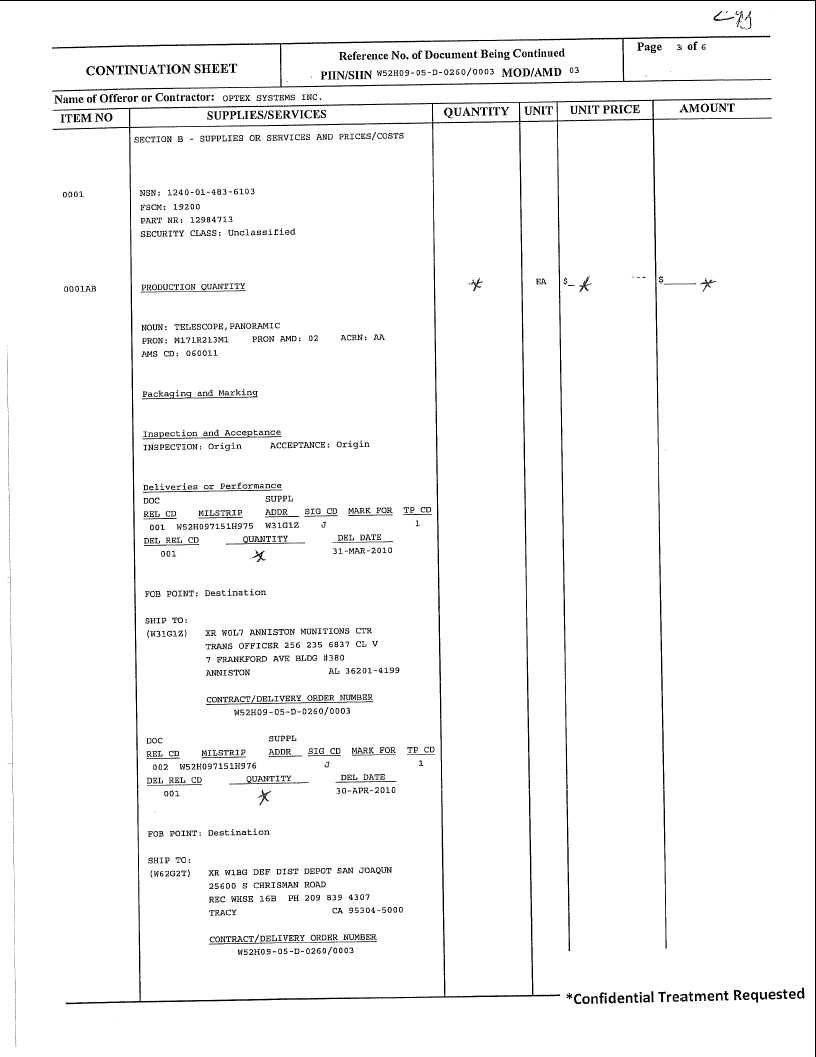 CONTINUATION SHEET
Reference No. of Document Being Continued
PIIN/SIIN W52H09-05-D-0260/0003 MOD/AMD 03
Page 3 of 6
Name of Offeror or Contractor: OPTEX SYSTEMS INC.
ITEM NO SUPPLIES/SERVICES QUANTITY UNIT UNIT PRICE AMOUNT
SECTION B - SUPPLIES OR SERVICES AND PRICES/COSTS
0001 NSN: 1240-01-483-6103
FSCM: 19200
PART NR: 12984713
SECURITY CLASS: Unclassified
0001AB PRODUCTION QUANTITY * EA $ * $ *
NOUN: TELESCOPE,PANORAMIC
PRON: M171R213M1 PRON AMD: 02 ACRN: AA
AMS CD: 060011
Packaging and Marking
Inspection and Acceptance
INSPECTION: Origin ACCEPTANCE: Origin
Deliveries or Performance
DOC SUPPL
REL CD MILSTRIP ADDR SIG CD MARK FOR TP CD
001 W52H097151H975 W31G1Z J 1
DEL REL CD QUANTITY DEL DATE
001 * 31-MAR-2010
FOB POINT: Destination
SHIP TO:
(W31G1Z) XR W0L7 ANNISTON MUNITIONS CTR
TRANS OFFICER 256 235 6837 CL V
7 FRANKFORD AVE BLDG #380
ANNISTON AL 36201-4199
CONTRACT/DELIVERY ORDER NUMBER
W52H09-05-D-0260/0003
DOC SUPPL
REL CD MILSTRIP ADDR SIG CD MARK FOR TP CD
002 W52H097151H976 J 1
DEL REL CD QUANTITY DEL DATE
001 * 30-APR-2010
FOB POINT: Destination
SHIP TO:
(W62G2T) XR W1BG DEF DIST DEPOT SAN JOAQUN
25600 S CHRISMAN ROAD
REC WHSE 16B PH 209 839 4307
TRACY CA 95304-5000
CONTRACT/DELIVERY ORDER NUMBER
W52H09-05-D-0260/0003
*Confidential Treatment Requested